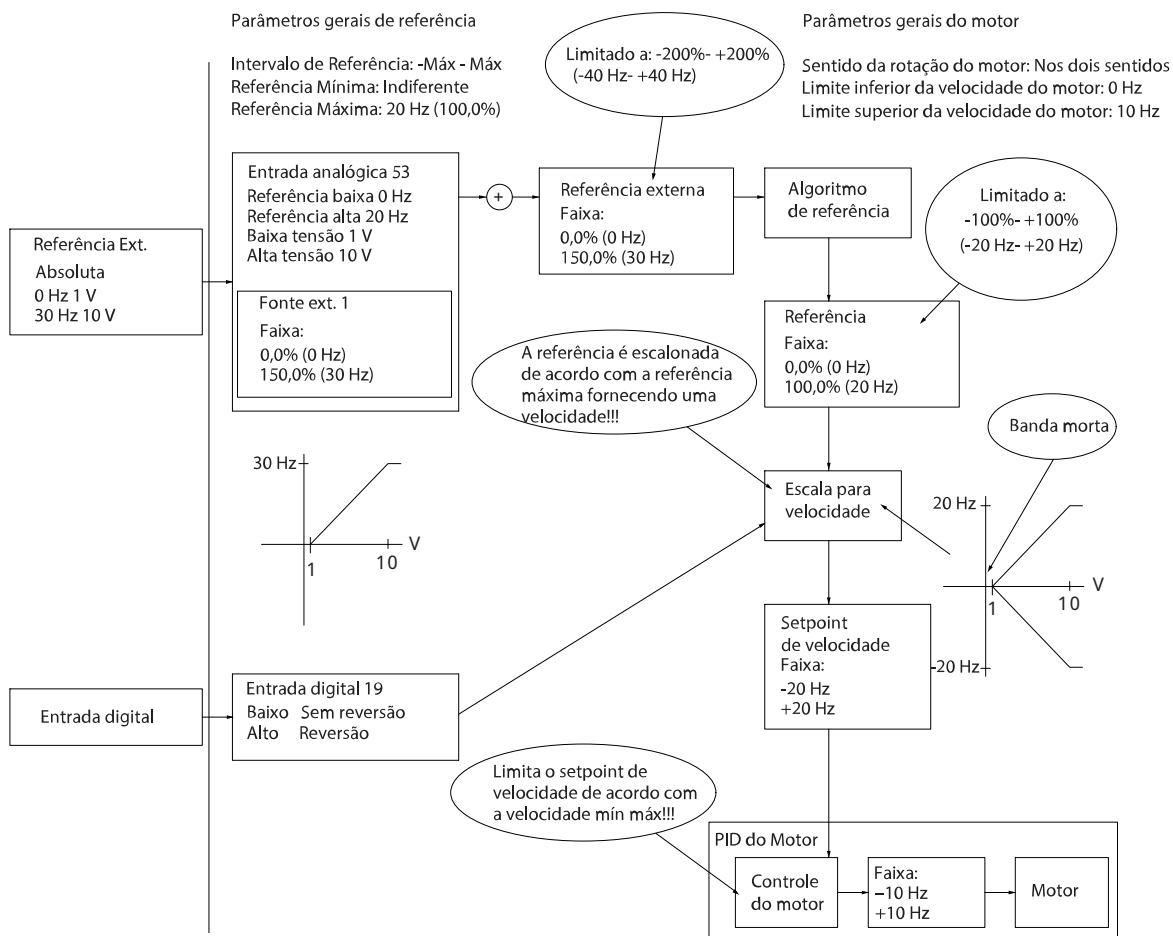 Parâmetros gerais de referência
Intervalo de Referência: -Máx - Máx
Referência Mínima: Indiferente
Referência Máxima: 20 Hz (100,0%)
Limitado a: -200%- +200%
(-40 Hz- +40 Hz)
Parâmetros gerais do motor
Sentido da rotação do motor: Nos dois sentidos
Limite inferior da velocidade do motor: 0 Hz
Limite superior da velocidade do motor: 10 Hz
Referência Ext.
Absoluta
0 Hz 1 V
30 Hz 10 V
Entrada analógica 53
Referência baixa 0 Hz
Referência alta 20 Hz
Baixa tensão 1 V
Alta tensão 10 V
Fonte ext. 1
Faixa:
0,0% (0 Hz)
150,0% (30 Hz)
+
Referência externa
Faixa:
0,0% (0 Hz)
150,0% (30 Hz)
Algoritmo
de referência
Limitado a:
-100%- +100%
(-20 Hz- +20 Hz)
Referência
Faixa:
0,0% (0 Hz)
100,0% (20 Hz)
A referência é escalonada
de acordo com a referência
máxima fornecendo uma
velocidade!!!
Banda morta
30 Hz
1
10
V
Escala para
velocidade
20 Hz
1
10
V
-20 Hz
Setpoint
de velocidade
Faixa:
-20 Hz
+20 Hz
Entrada digital
Entrada digital 19
Baixo Sem reversão
Alto Reversão
Limita o setpoint de
velocidade de acordo com
a velocidade mín máx!!!
PID do Motor
Controle
do motor
Faixa:
–10 Hz
+10 Hz
Motor